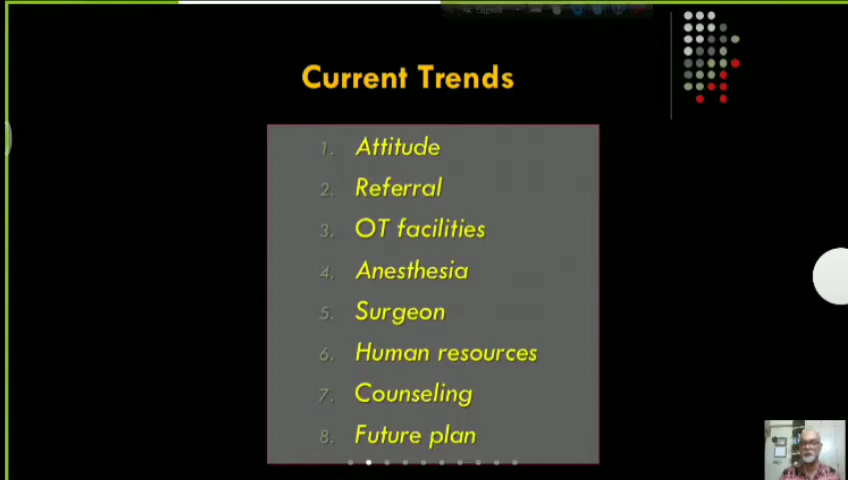 Current Trends
1. Attitude
2. Referral
3. OT facilities
4. Anesthesia
5. Surgeon
6. Human resources
7. Counseling
8. Future plan